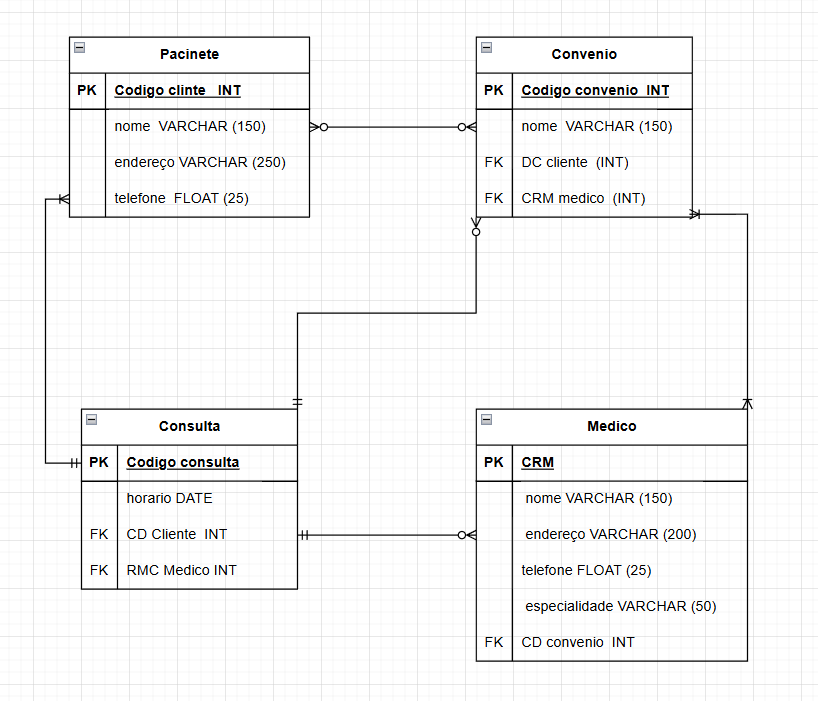 Pacinete
PK Codigo clinte INT
nome VARCHAR (150)
endereço VARCHAR (250)
telefone FLOAT (25)
Convenio
PK Codigo convenio INT
nome VARCHAR (150)
FK DC cliente (INT)
FK CRM medico (INT)
Consulta
PK Codigo consulta
horario DATE
FK CD Cliente INT
FK RMC Medico INT
Medico
PK CRM
nome VARCHAR (150)
endereço VARCHAR (200)
telefone FLOAT (25)
especialidade VARCHAR (50)
FK CD convenio INT